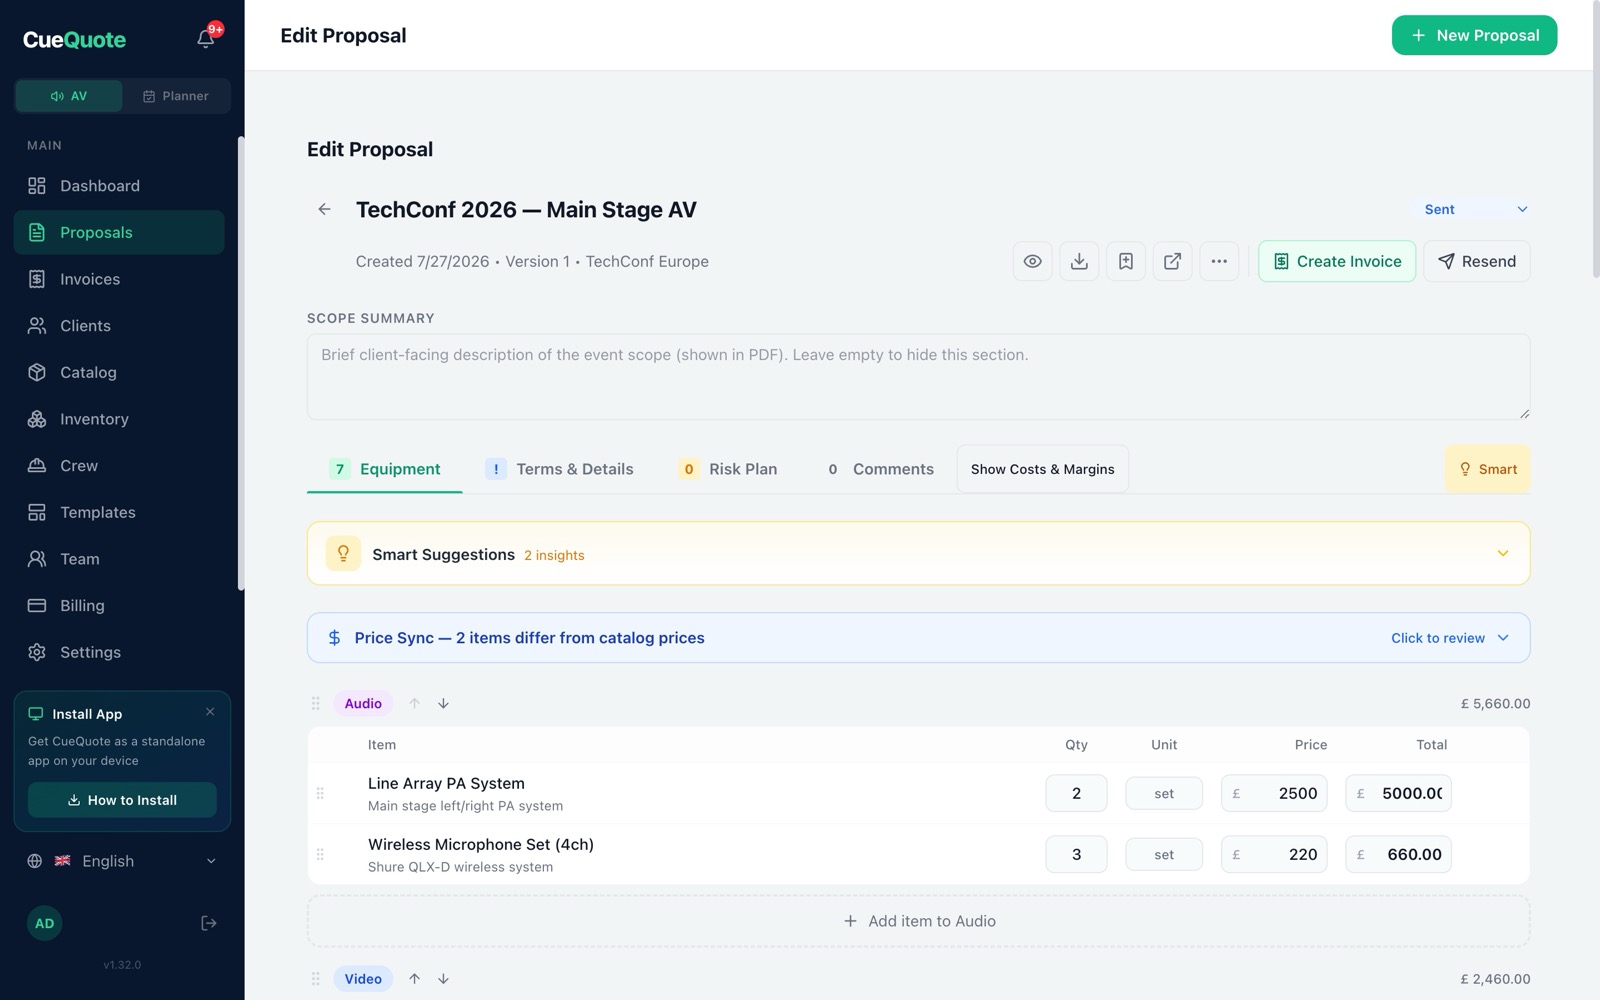 CueQuote
9+
AV
Planner
MAIN
Dashboard
Proposals
Invoices
Clients
Catalog
Inventory
Crew
Templates
Team
Billing
Settings
Install App
Get CueQuote as a standalone
app on your device
How to Install
English
AD
v1.32.0
Edit Proposal
New Proposal
Edit Proposal
TechConf 2026 — Main Stage AV
Sent
Created 7/27/2026 • Version 1 • TechConf Europe
Create Invoice
Resend
SCOPE SUMMARY
Brief client-facing description of the event scope (shown in PDF). Leave empty to hide this section.
7 Equipment
! Terms & Details
0 Risk Plan
0 Comments
Show Costs & Margins
Smart
Smart Suggestions 2 insights
$ Price Sync — 2 items differ from catalog prices
Click to review
Audio
£ 5,660.00
Item Qty Unit Price Total
Line Array PA System
Main stage left/right PA system
2 set £ 2500 £ 5000.00
Wireless Microphone Set (4ch)
Shure QLX-D wireless system
3 set £ 220 £ 660.00
+ Add item to Audio
Video
£ 2,460.00